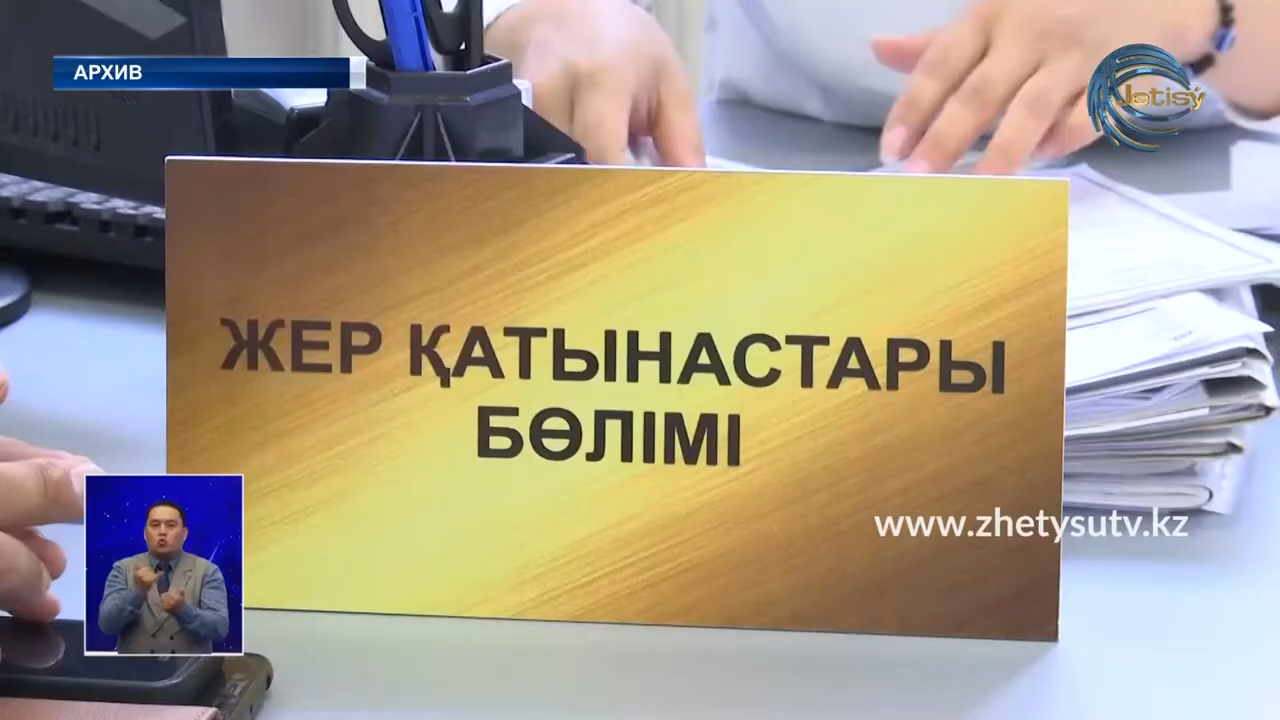 АРХИВ
Jetisý
ЖЕР ҚАТЫНАСТАРЫ
БӨЛІМІ
www.zhetysutv.kz